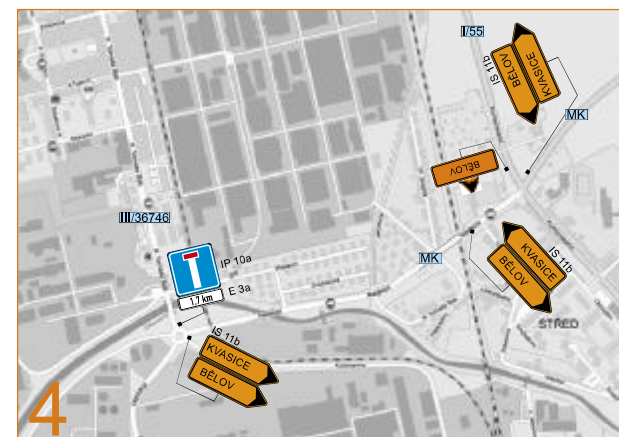 I/55
IS 11b
BĚLOV
KVASICE
MK
BĚLOV
III/36746
IP 10a
1,7 km
E 3a
MK
IS 11b
KVASICE
BĚLOV
STŘED
IS 11b
KVASICE
BĚLOV
4